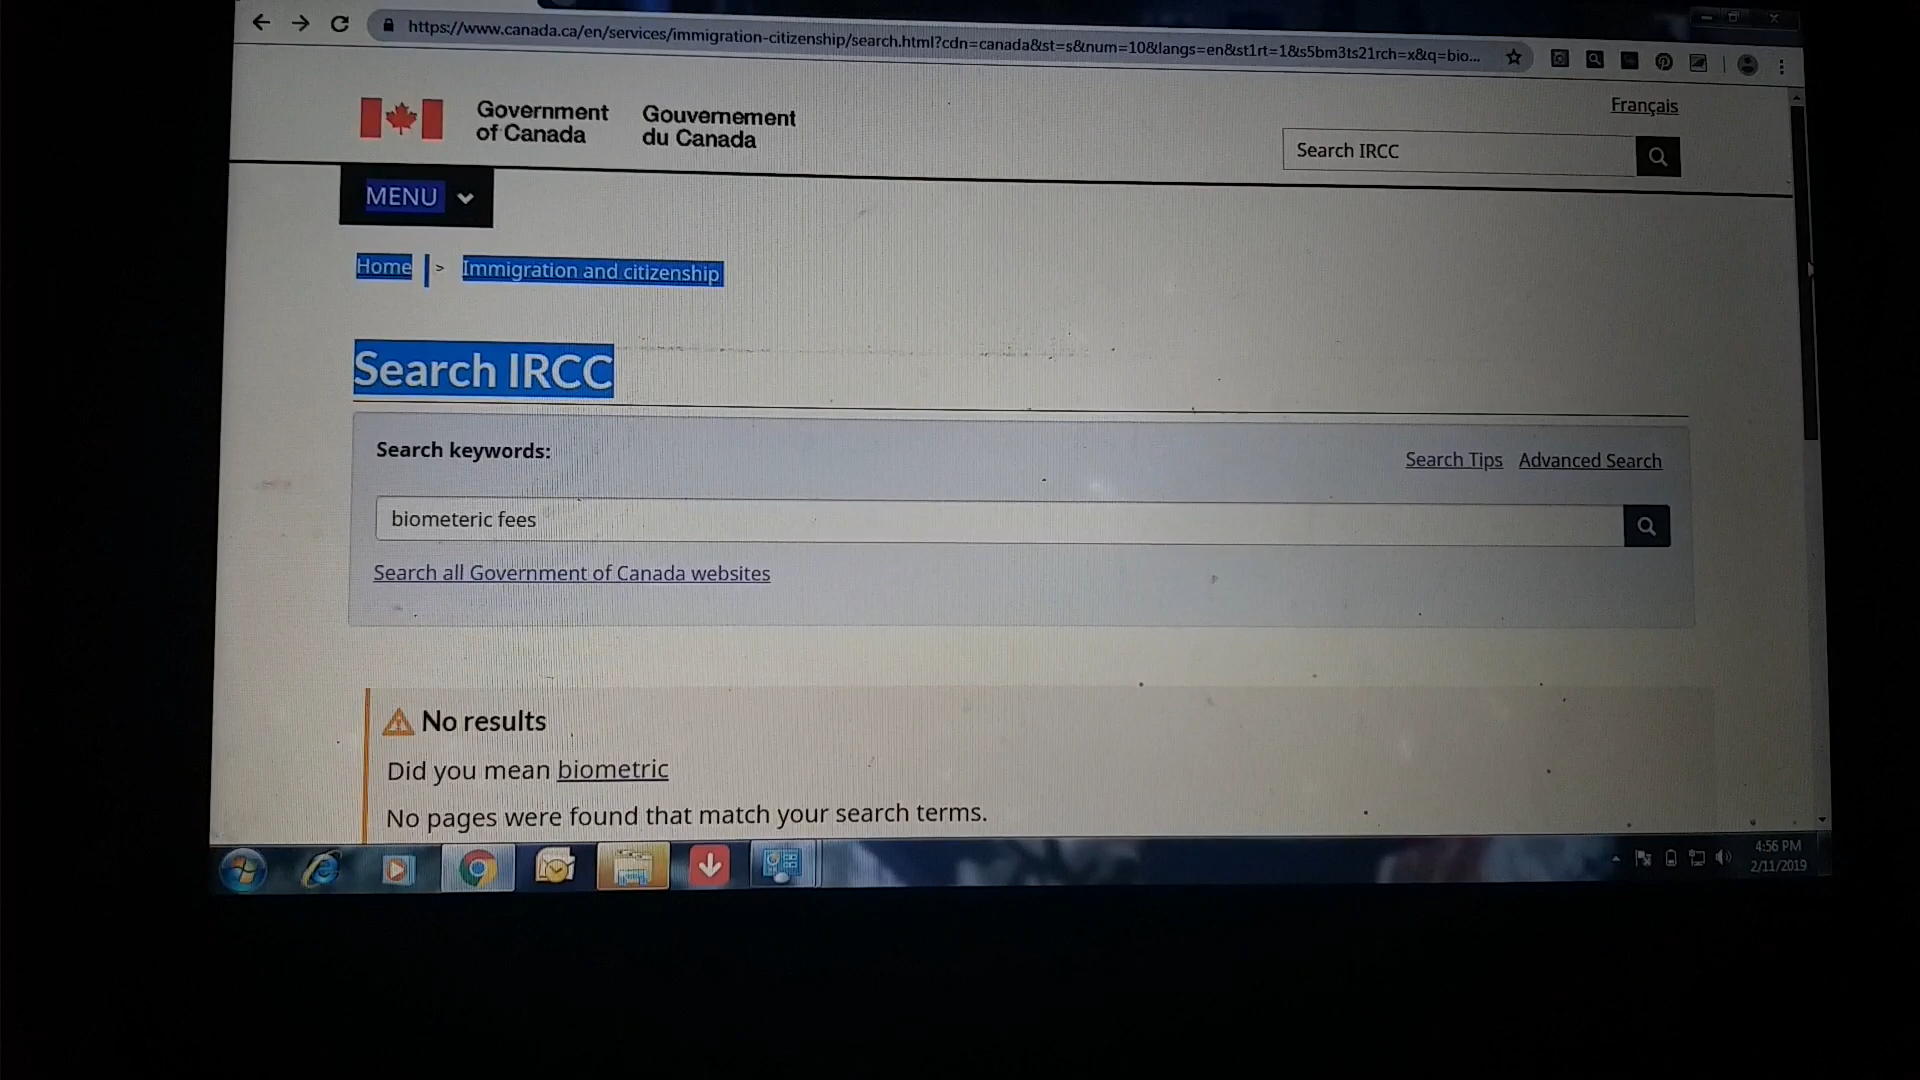 https://www.canada.ca/en/services/immigration-citizenship/search.html?cdn=canada&st=s&num=10&langs=en&st1rt=1&s5bm3ts21rch=x&q=bio...
Français
Government of Canada
Gouvernement du Canada
Search IRCC
MENU
Home > Immigration and citizenship
Search IRCC
Search keywords:
Search Tips Advanced Search
biometeric fees
Search all Government of Canada websites
No results
Did you mean biometric
No pages were found that match your search terms.
4:56 PM
2/11/2019